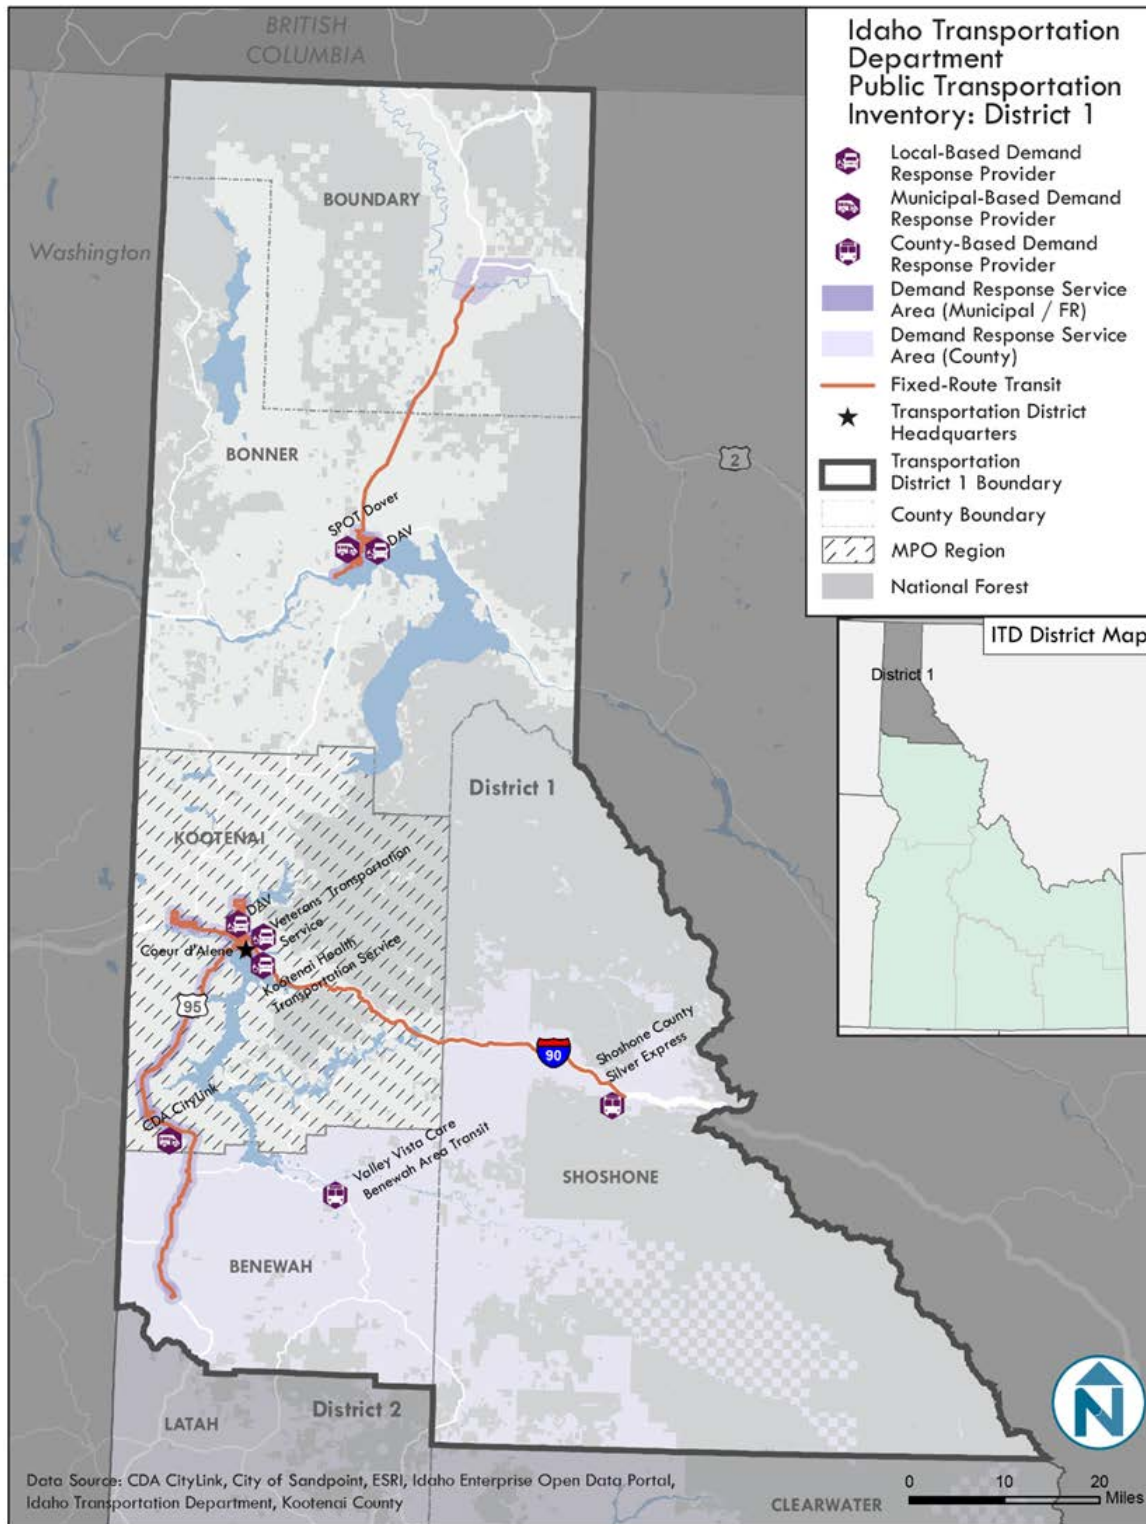 BRITISH
COLUMBIA
Washington
BOUNDARY
2
BONNER
SPOT Dover
DAV
District 1
KOOTENAI
DAV
Veterans Transportation
Service
Coeur d'Alene
Kootenai Health
Transportation Service
95
90
Shoshone County
Silver Express
CDA CityLink
Valley Vista Care
Benewah Area Transit
SHOSHONE
BENEWAH
LATAH
District 2
CLEARWATER
Idaho Transportation
Department
Public Transportation
Inventory: District 1
Local-Based Demand
Response Provider
Municipal-Based Demand
Response Provider
County-Based Demand
Response Provider
Demand Response Service
Area (Municipal / FR)
Demand Response Service
Area (County)
Fixed-Route Transit
Transportation District
Headquarters
Transportation
District 1 Boundary
County Boundary
MPO Region
National Forest
ITD District Map
District 1
N
0 10 20
Miles
Data Source: CDA CityLink, City of Sandpoint, ESRI, Idaho Enterprise Open Data Portal,
Idaho Transportation Department, Kootenai County